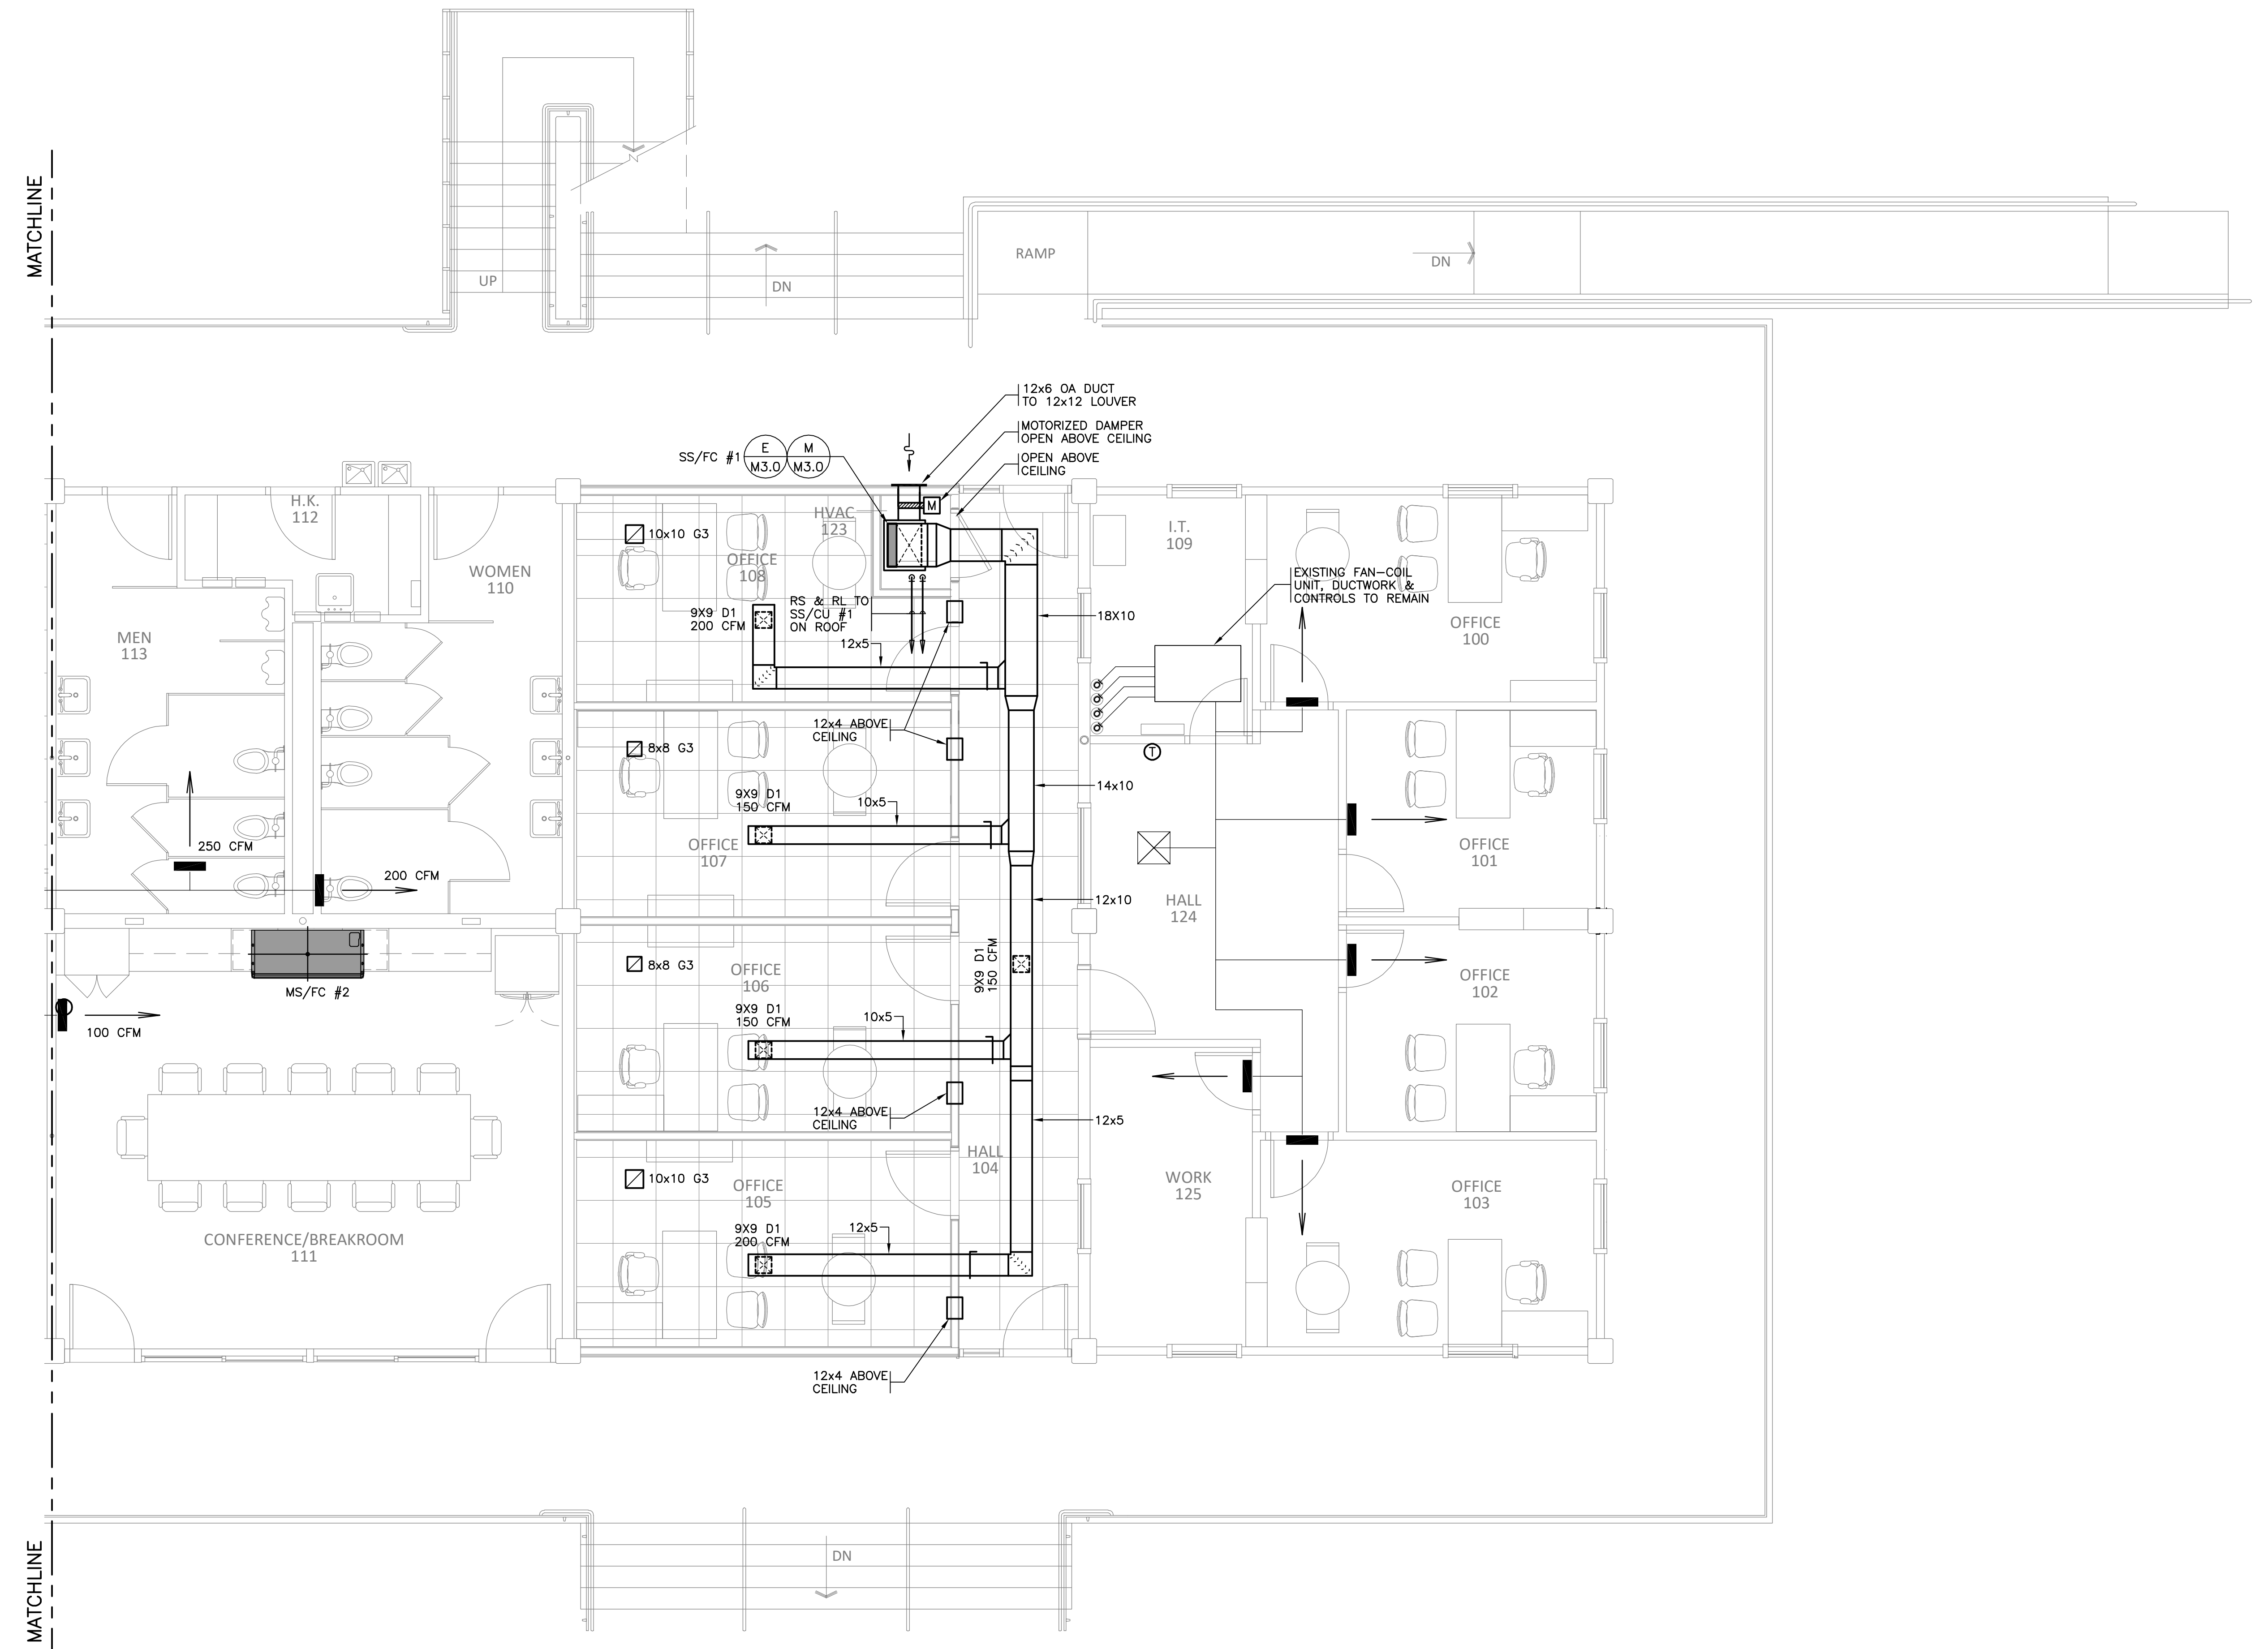 MATCHLINE
UP
DN
RAMP
DN
12x6 OA DUCT
TO 12x12 LOUVER
MOTORIZED DAMPER
OPEN ABOVE CEILING
OPEN ABOVE
CEILING
SS/FC #1
E
M3.0
M
M3.0
M
H.K.
112
HVAC
123
I.T.
109
10x10 G3
OFFICE
108
WOMEN
110
EXISTING FAN-COIL
UNIT, DUCTWORK &
CONTROLS TO REMAIN
9X9 D1
200 CFM
RS & RL TO
SS/CU #1
ON ROOF
18X10
OFFICE
100
MEN
113
12x5
12x4 ABOVE
CEILING
8x8 G3
T
14x10
9X9 D1
150 CFM
10x5
OFFICE
107
250 CFM
200 CFM
OFFICE
101
12x10
HALL
124
9X9 D1
150 CFM
8x8 G3
OFFICE
106
OFFICE
102
MS/FC #2
9X9 D1
150 CFM
10x5
100 CFM
12x4 ABOVE
CEILING
12x5
HALL
104
10x10 G3
OFFICE
105
WORK
125
OFFICE
103
9X9 D1
200 CFM
12x5
CONFERENCE/BREAKROOM
111
12x4 ABOVE
CEILING
MATCHLINE
DN